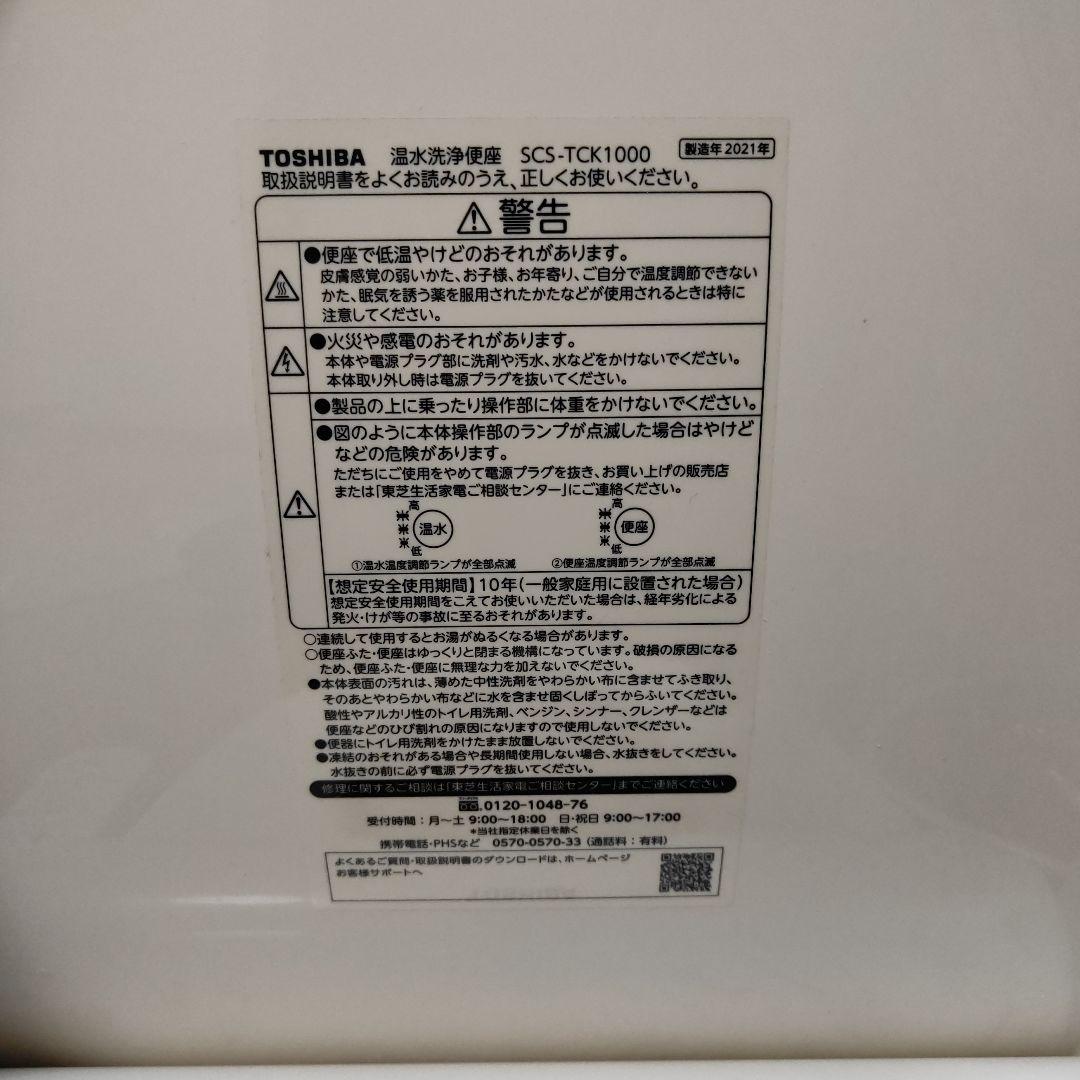 TOSHIBA 温水洗浄便座 SCS-TCK1000 製造年2021年
取扱説明書をよくお読みのうえ、正しくお使いください。
警告
●便座で低温やけどのおそれがあります。
皮膚感覚の弱いかた、お子様、お年寄り、ご自分で温度調節できない
かた、眠気を誘う薬を服用されたかたなどが使用されるときは特に
注意してください。
●火災や感電のおそれがあります。
本体や電源プラグ部に洗剤や汚水、水などをかけないでください。
本体取り外し時は電源プラグを抜いてください。
●製品の上に乗ったり操作部に体重をかけないでください。
●図のように本体操作部のランプが点滅した場合はやけど
などの危険があります。
ただちにご使用をやめて電源プラグを抜き、お買い上げの販売店
または「東芝生活家電ご相談センター」にご連絡ください。
高 高
温水 便座
低 低
①温水温度調節ランプが全部点滅 ②便座温度調節ランプが全部点滅
【想定安全使用期間】10年(一般家庭用に設置された場合)
想定安全使用期間をこえてお使いいただいた場合は、経年劣化による
発火・けが等の事故に至るおそれがあります。
○連続して使用するとお湯がぬるくなる場合があります。
○便座ふた・便座はゆっくりと閉まる機構になっています。破損の原因になる
ため、便座ふた・便座に無理な力を加えないでください。
●本体表面の汚れは、薄めた中性洗剤をやわらかい布に含ませてふき取り、
そのあとやわらかい布などに水を含ませ固くしぼってからふいてください。
酸性やアルカリ性のトイレ用洗剤、ベンジン、シンナー、クレンザーなどは
便座などのひび割れの原因になりますので使用しないでください。
●便器にトイレ用洗剤をかけたまま放置しないでください。
●凍結のおそれがある場合や長期間使用しない場合、水抜きをしてください。
水抜きの前に必ず電源プラグを抜いてください。
修理に関するご相談は「東芝生活家電ご相談センター」までご連絡ください
0120-1048-76
受付時間：月～土 9:00～18:00 日・祝日 9:00～17:00
*当社指定休業日を除く
携帯電話・PHSなど 0570-0570-33 (通話料：有料)
よくあるご質問・取扱説明書のダウンロードは、ホームページ
お客様サポートへ